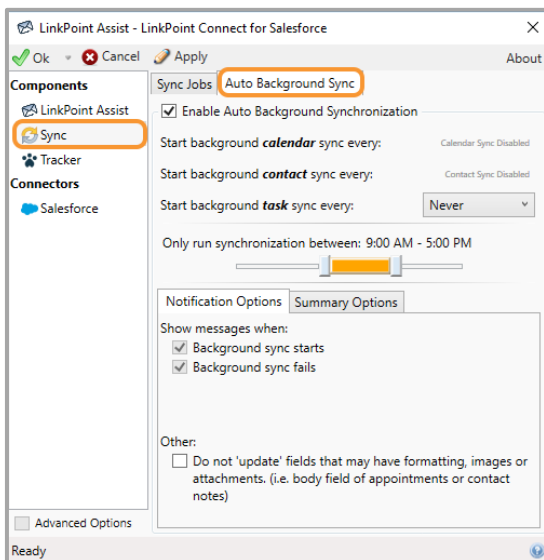 LinkPoint Assist - LinkPoint Connect for Salesforce
Ok Cancel Apply About
Components
LinkPoint Assist
Sync
Tracker
Connectors
Salesforce
Advanced Options
Sync Jobs Auto Background Sync
Enable Auto Background Synchronization
Start background calendar sync every: Calendar Sync Disabled
Start background contact sync every: Contact Sync Disabled
Start background task sync every: Never
Only run synchronization between: 9:00 AM - 5:00 PM
Notification Options Summary Options
Show messages when:
Background sync starts
Background sync fails
Other:
Do not 'update' fields that may have formatting, images or
attachments. (i.e. body field of appointments or contact
notes)
Ready